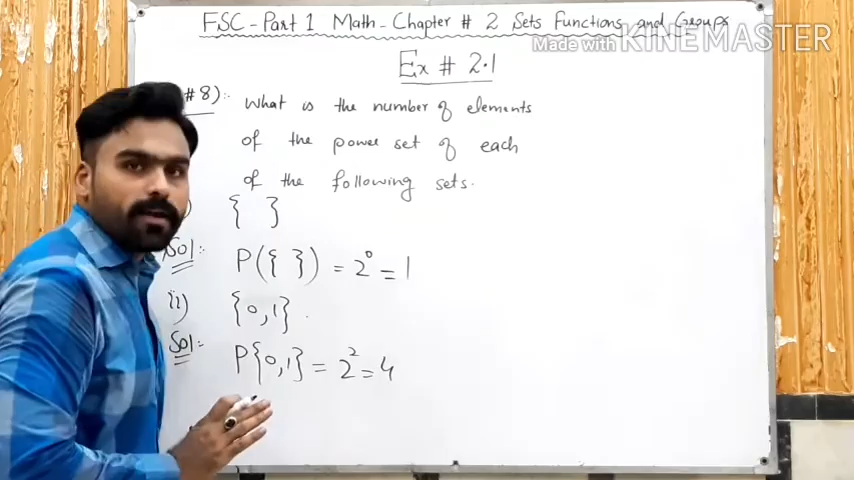 FSC-Part 1 Math-Chapter # 2 Sets Functions and Groups
Made with KINEMASTER
Ex # 2.1
#8):- What is the number of elements
of the power set of each
of the following sets.
) { }
Sol:-
P({ }) = 2⁰ = 1
ii) {0,1}.
Sol:-
P{0,1} = 2² = 4